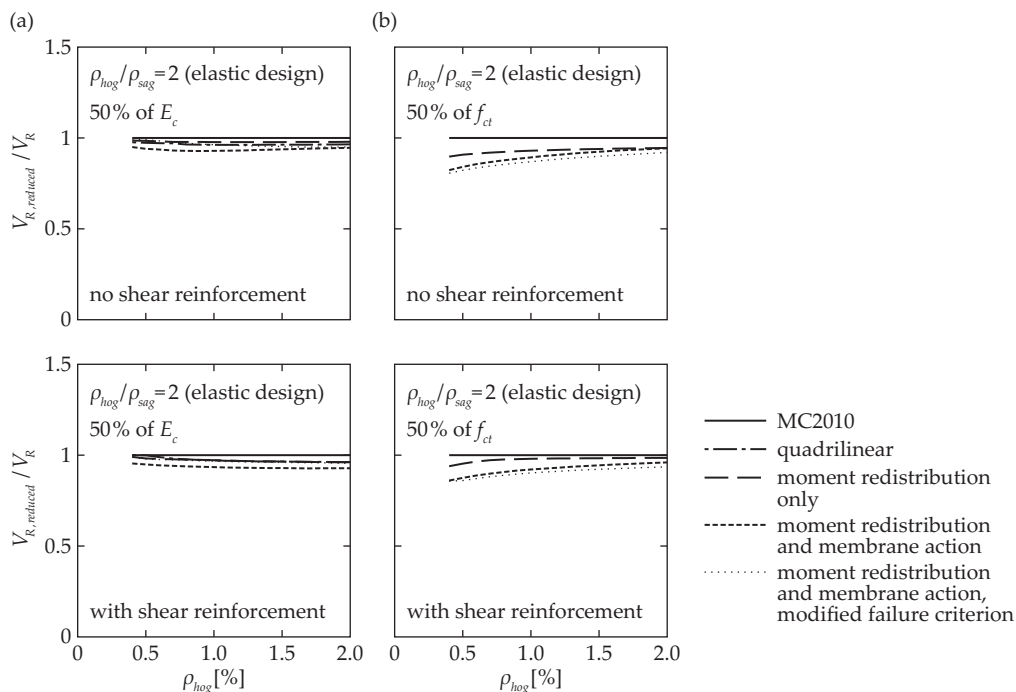 (a)
1.5
ρhog/ρsag=2 (elastic design)
50% of Ec
1
VR,reduced/VR
0.5
no shear reinforcement
0
(b)
ρhog/ρsag=2 (elastic design)
50% of fct
no shear reinforcement
1.5
ρhog/ρsag=2 (elastic design)
50% of Ec
1
VR,reduced/VR
0.5
with shear reinforcement
0
0 0.5 1.0 1.5 2.0
ρhog[%]
ρhog/ρsag=2 (elastic design)
50% of fct
with shear reinforcement
0 0.5 1.0 1.5 2.0
ρhog[%]
MC2010
quadrilinear
moment redistribution
only
moment redistribution
and membrane action
moment redistribution
and membrane action,
modified failure criterion